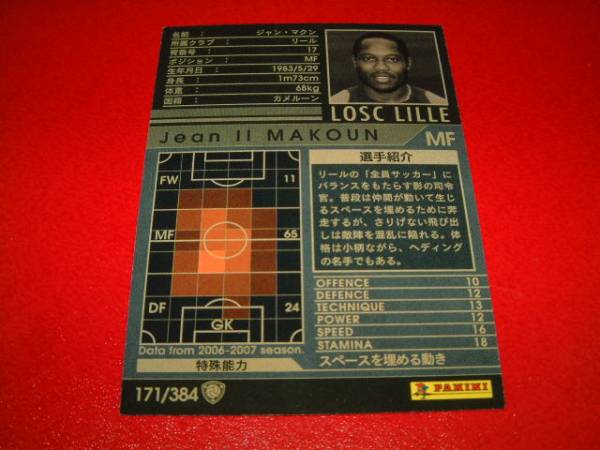 名前 : ジャン・マクン
所属クラブ : リール
背番号 : 17
ポジション : MF
生年月日 : 1983/5/29
身長 : 1m73cm
体重 : 68kg
国籍 : カメルーン
LOSC LILLE
Jean II MAKOUN
MF
FW 11
MF 65
DF 24
GK
Data from 2006-2007 season.
選手紹介
リールの「全員サッカー」に
バランスをもたらす影の司令
官。普段は仲間が動いて生じ
るスペースを埋めるために奔
走するが、さりげない飛び出
しは敵陣を混乱に陥れる。体
格は小柄ながら、ヘディング
の名手でもある。
OFFENCE 10
DEFENCE 12
TECHNIQUE 13
POWER 12
SPEED 16
STAMINA 18
特殊能力
スペースを埋める動き
171/384
PANINI